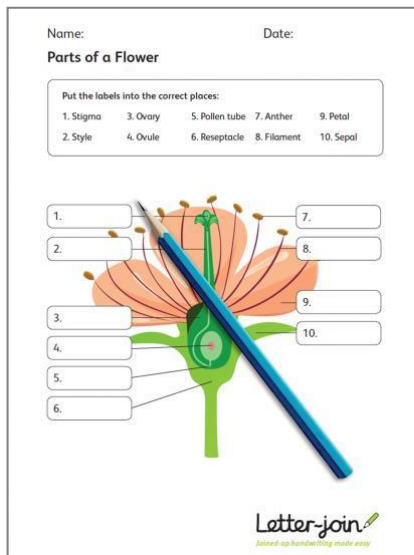 Name: Date:
Parts of a Flower
Put the labels into the correct places:
1. Stigma 3. Ovary 5. Pollen tube 7. Anther 9. Petal
2. Style 4. Ovule 6. Reseptacle 8. Filament 10. Sepal
1. 7.
2. 8.
3. 9.
4. 10.
5.
6.
Letter-join
Joined-up handwriting made easy